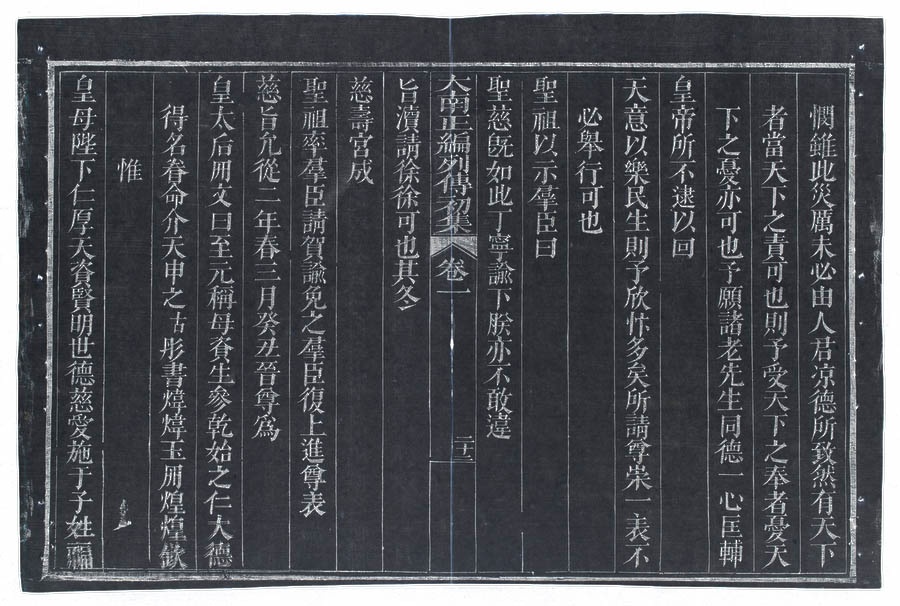 憫雖此災厲未必由人君凉德所致然有天下
者當天下之責可也則予受天下之奉者憂天
下之憂亦可也予願諸老先生同德一心匡輔
皇帝所不逮以回
天意以樂民生則予欣忭多矣所請尊崇一表不
必舉行可也
聖祖以示羣臣曰
聖慈旣如此丁寧諭下朕亦不敢違
大南正編列傳初集
卷一
二十三
旨瀆請徐徐可也其冬
慈壽宮成
聖祖率羣臣請賀諭免之羣臣復上進尊表
慈旨允從二年春三月癸丑晉尊爲
皇太后册文曰至元稱母資生參乾始之仁大德
得名眷命介天申之古彤書煒煒玉册煌煌欽
惟
皇母陛下仁厚天資賢明世德慈愛施于子姓福